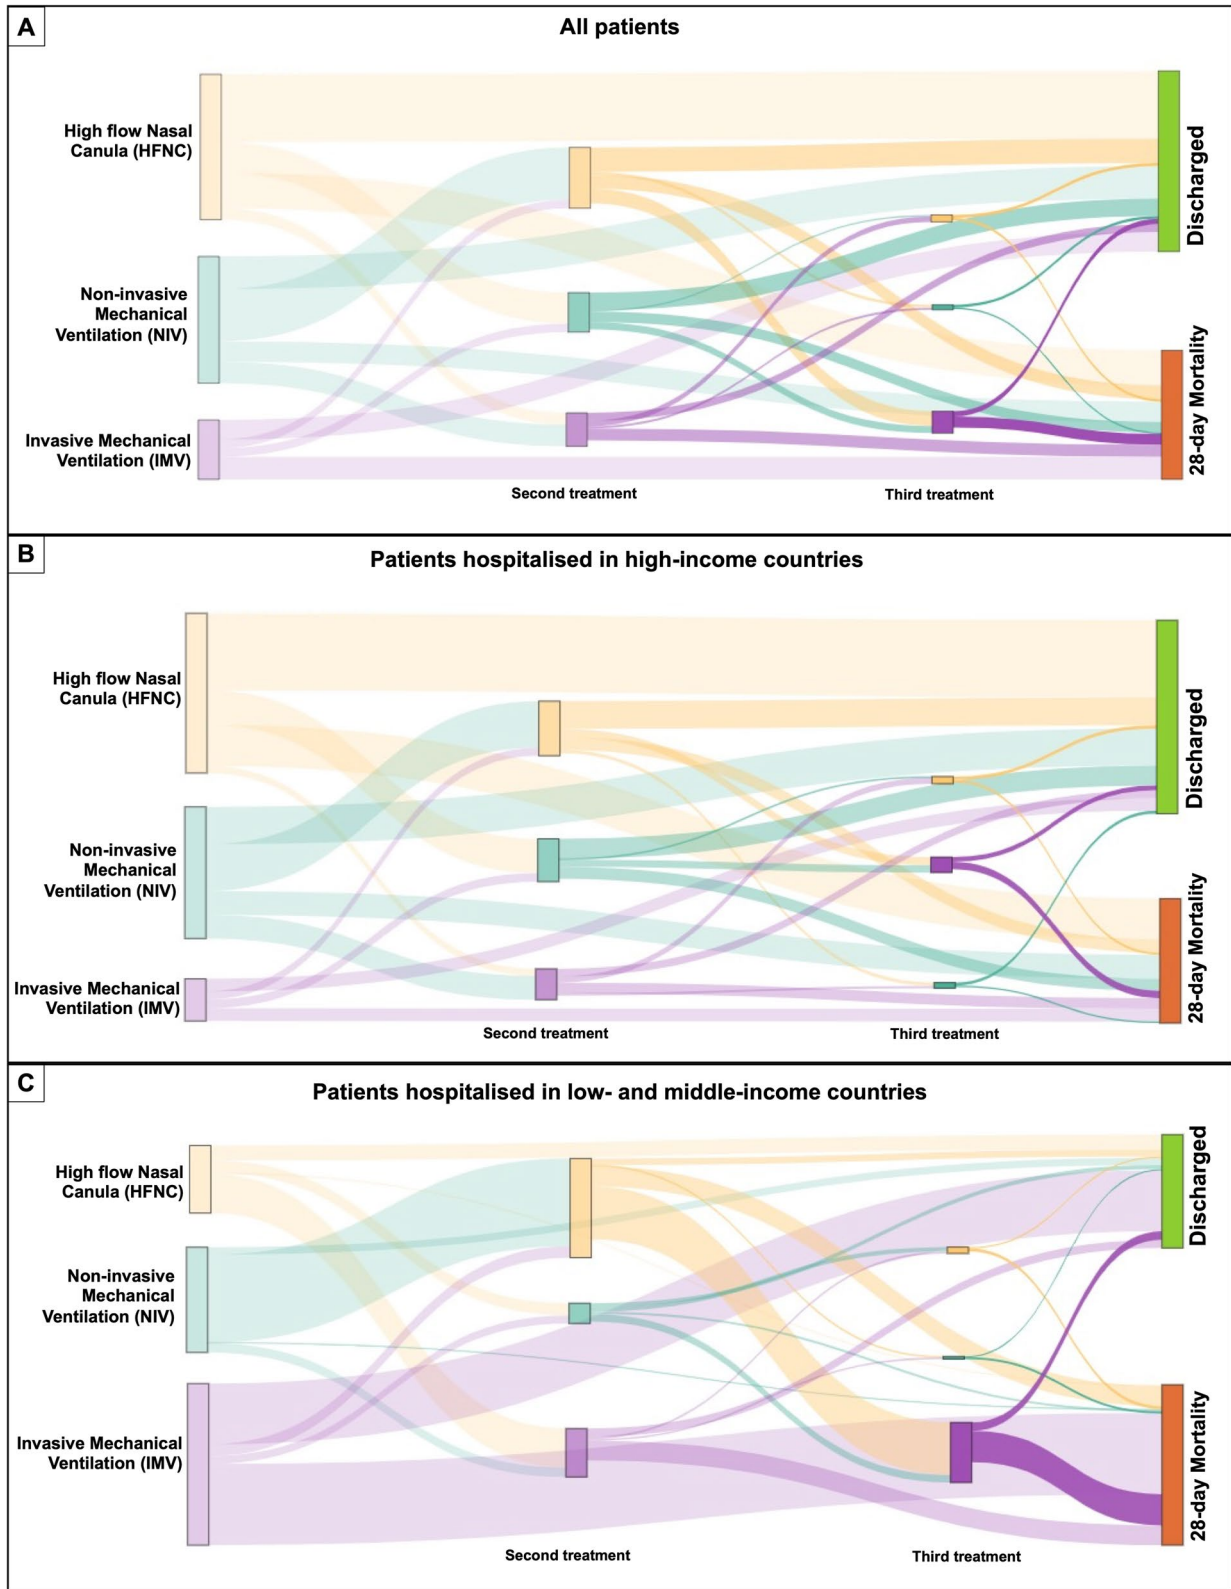 A
All patients
High flow Nasal
Canula (HFNC)
Non-invasive
Mechanical
Ventilation (NIV)
Invasive Mechanical
Ventilation (IMV)
Second treatment
Third treatment
Discharged
28-day Mortality
B
Patients hospitalised in high-income countries
High flow Nasal
Canula (HFNC)
Non-invasive
Mechanical
Ventilation (NIV)
Invasive Mechanical
Ventilation (IMV)
Second treatment
Third treatment
Discharged
28-day Mortality
C
Patients hospitalised in low- and middle-income countries
High flow Nasal
Canula (HFNC)
Non-invasive
Mechanical
Ventilation (NIV)
Invasive Mechanical
Ventilation (IMV)
Second treatment
Third treatment
Discharged
28-day Mortality